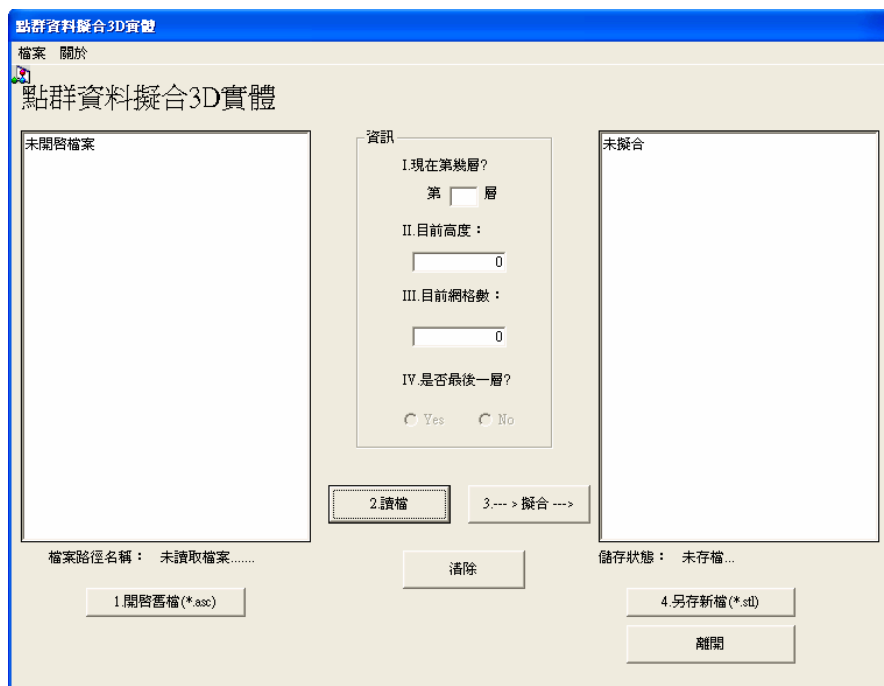 點群資料擬合3D實體
檔案 關於
點群資料擬合3D實體
未開啓檔案
資訊
I.現在第幾層?
第 層
II.目前高度：
0
III.目前網格數：
0
IV.是否最後一層?
Yes No
未擬合
2.讀檔
3.--- > 擬合 --->
清除
檔案路徑名稱： 未讀取檔案.......
1.開啓舊檔(*.asc)
儲存狀態： 未存檔...
4.另存新檔(*.stl)
離開